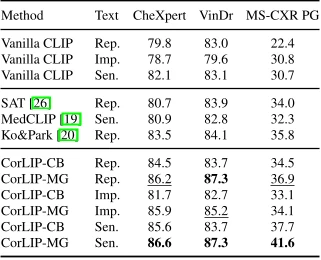 Method Text CheXpert VinDr MS-CXR PG
Vanilla CLIP Rep. 79.8 83.0 22.4
Vanilla CLIP Imp. 78.7 79.6 30.8
Vanilla CLIP Sen. 82.1 83.1 30.7
SAT [26] Rep. 80.7 83.9 34.0
MedCLIP [19] Sen. 80.9 82.8 32.3
Ko&Park [20] Rep. 83.5 84.1 35.8
CorLIP-CB Rep. 84.5 83.7 34.5
CorLIP-MG Rep. 86.2 87.3 36.9
CorLIP-CB Imp. 81.7 82.7 33.1
CorLIP-MG Imp. 85.9 85.2 34.1
CorLIP-CB Sen. 85.6 83.7 37.7
CorLIP-MG Sen. 86.6 87.3 41.6